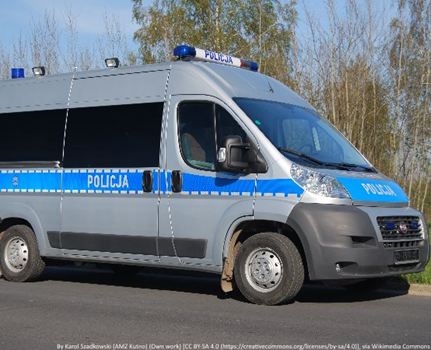 POLICJA
POLICJA
POLICJA
By Karol Szadkowski (AMZ Kutno) (Own work) [CC BY-SA 4.0 (https://creativecommons.org/licenses/by-sa/4.0)], via Wikimedia Commons